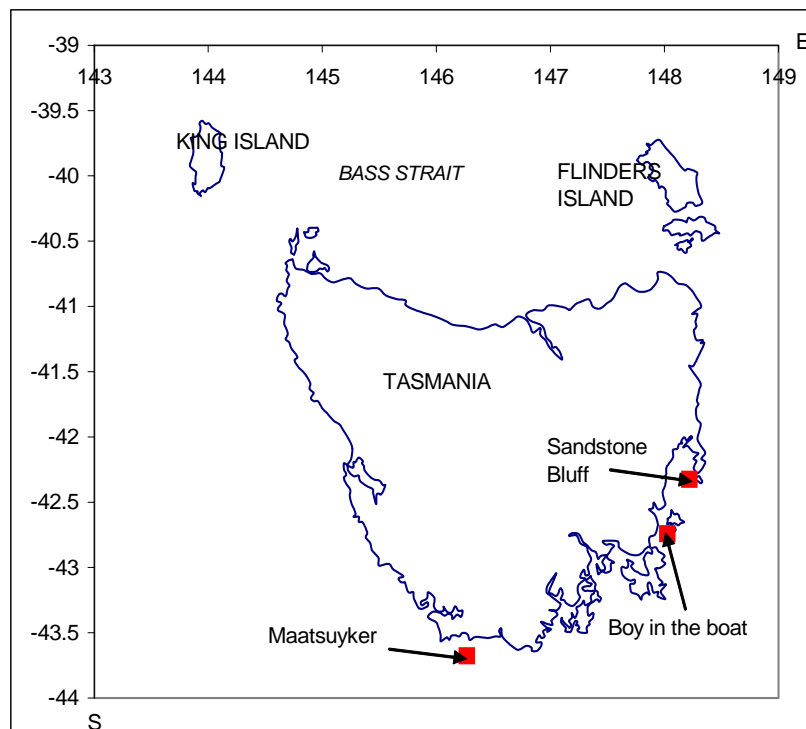 -39
E
143 144 145 146 147 148 149
-39.5
KING ISLAND
-40
BASS STRAIT
FLINDERS
ISLAND
-40.5
-41
-41.5
TASMANIA
-42
Sandstone
Bluff
-42.5
-43
-43.5
Maatsuyker
Boy in the boat
-44
S